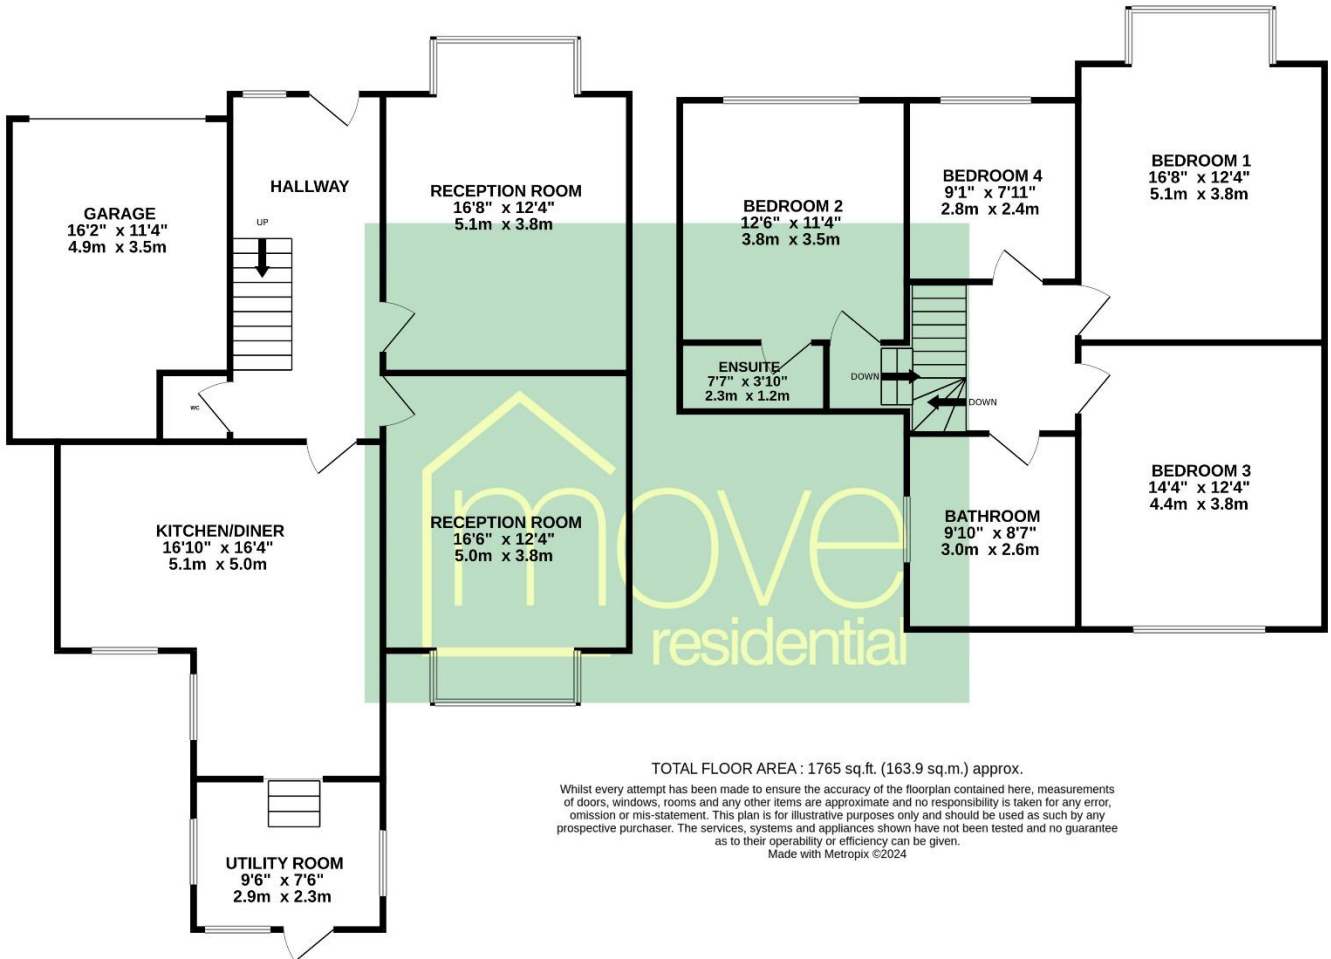 GARAGE
16'2" x 11'4"
4.9m x 3.5m
HALLWAY
UP
WC
RECEPTION ROOM
16'8" x 12'4"
5.1m x 3.8m
RECEPTION ROOM
16'6" x 12'4"
5.0m x 3.8m
KITCHEN/DINER
16'10" x 16'4"
5.1m x 5.0m
UTILITY ROOM
9'6" x 7'6"
2.9m x 2.3m
BEDROOM 2
12'6" x 11'4"
3.8m x 3.5m
BEDROOM 4
9'1" x 7'11"
2.8m x 2.4m
BEDROOM 1
16'8" x 12'4"
5.1m x 3.8m
ENSUITE
7'7" x 3'10"
2.3m x 1.2m
DOWN
DOWN
BATHROOM
9'10" x 8'7"
3.0m x 2.6m
BEDROOM 3
14'4" x 12'4"
4.4m x 3.8m
move
residential
TOTAL FLOOR AREA : 1765 sq.ft. (163.9 sq.m.) approx.
Whilst every attempt has been made to ensure the accuracy of the floorplan contained here, measurements
of doors, windows, rooms and any other items are approximate and no responsibility is taken for any error,
omission or mis-statement. This plan is for illustrative purposes only and should be used as such by any
prospective purchaser. The services, systems and appliances shown have not been tested and no guarantee
as to their operability or efficiency can be given.
Made with Metropix ©2024